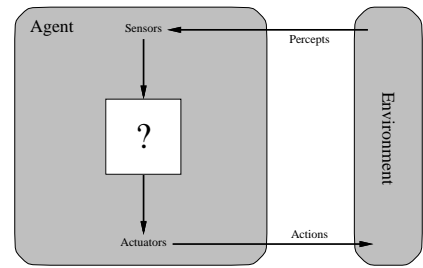 Agent
Sensors
Percepts
Environment
?
Actuators
Actions